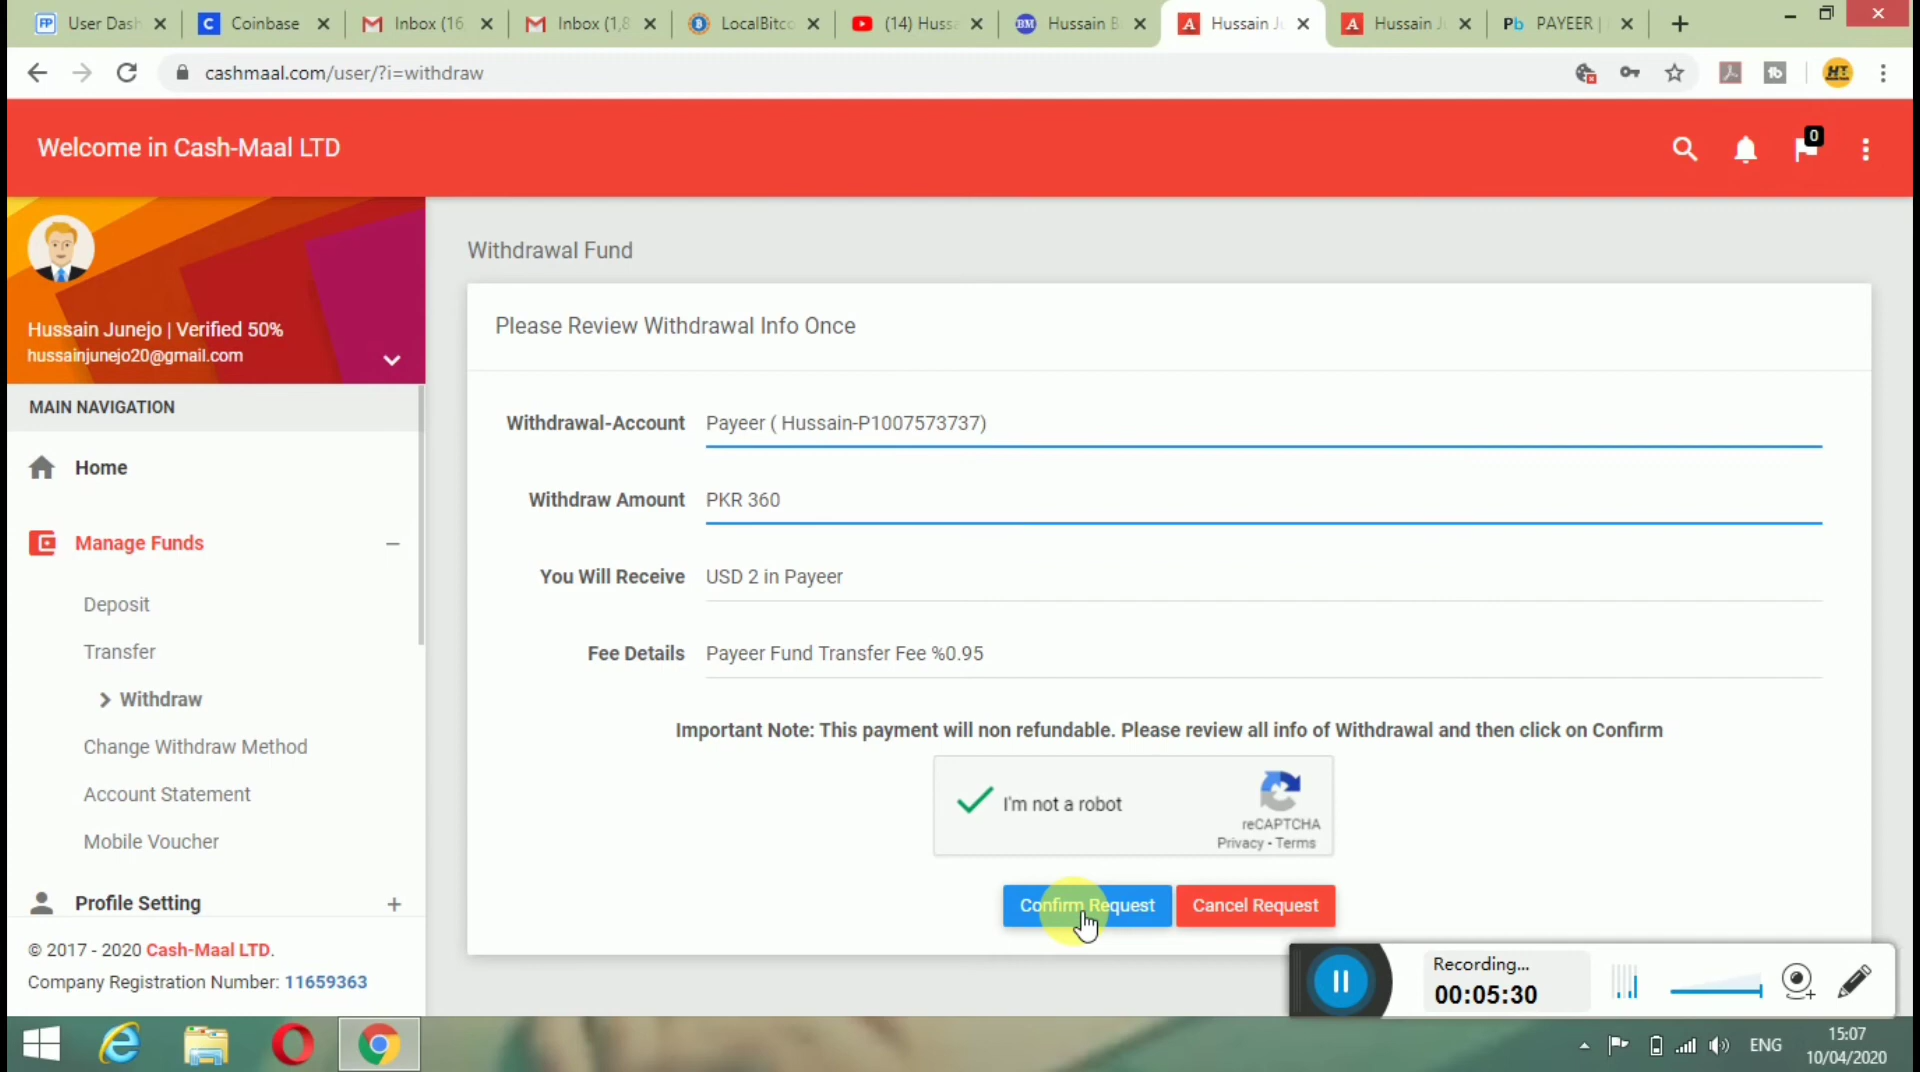 User Dash
Coinbase
Inbox (16
Inbox (1,8
LocalBitco
(14) Hussa
Hussain B
Hussain Ju
Hussain Ju
PAYEER |
cashmaal.com/user/?i=withdraw
Welcome in Cash-Maal LTD
0
Hussain Junejo | Verified 50%
hussainjunejo20@gmail.com
MAIN NAVIGATION
Home
Manage Funds
Deposit
Transfer
Withdraw
Change Withdraw Method
Account Statement
Mobile Voucher
Profile Setting
© 2017 - 2020 Cash-Maal LTD.
Company Registration Number: 11659363
Withdrawal Fund
Please Review Withdrawal Info Once
Withdrawal-Account Payeer ( Hussain-P1007573737)
Withdraw Amount PKR 360
You Will Receive USD 2 in Payeer
Fee Details Payeer Fund Transfer Fee %0.95
Important Note: This payment will non refundable. Please review all info of Withdrawal and then click on Confirm
I'm not a robot
reCAPTCHA
Privacy - Terms
Confirm Request
Cancel Request
Recording...
00:05:30
ENG
15:07
10/04/2020